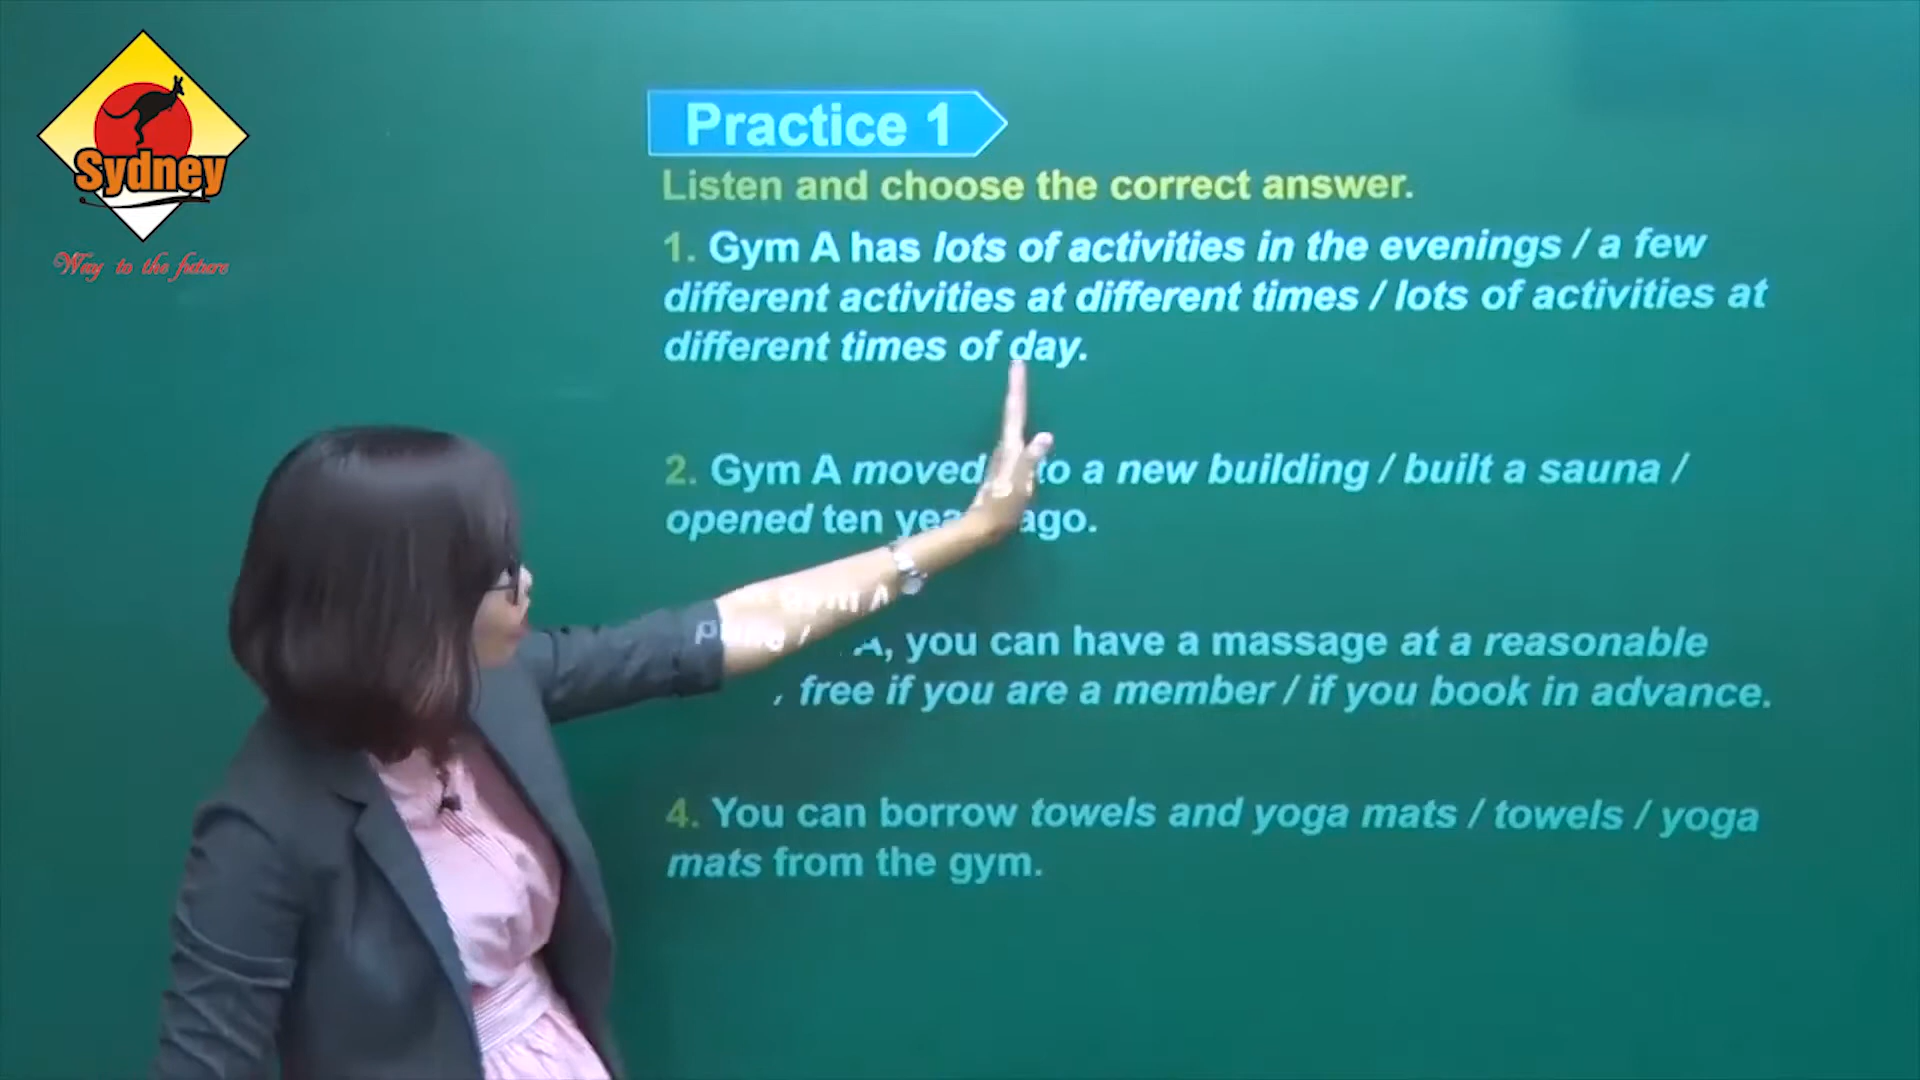 Sydney
Way to the future
Practice 1
Listen and choose the correct answer.
1. Gym A has lots of activities in the evenings / a few
different activities at different times / lots of activities at
different times of day.
2. Gym A moved to a new building / built a sauna /
opened ten ago.
A, you can have a massage at a reasonable
/ free if you are a member / if you book in advance.
4. You can borrow towels and yoga mats / towels / yoga
mats from the gym.